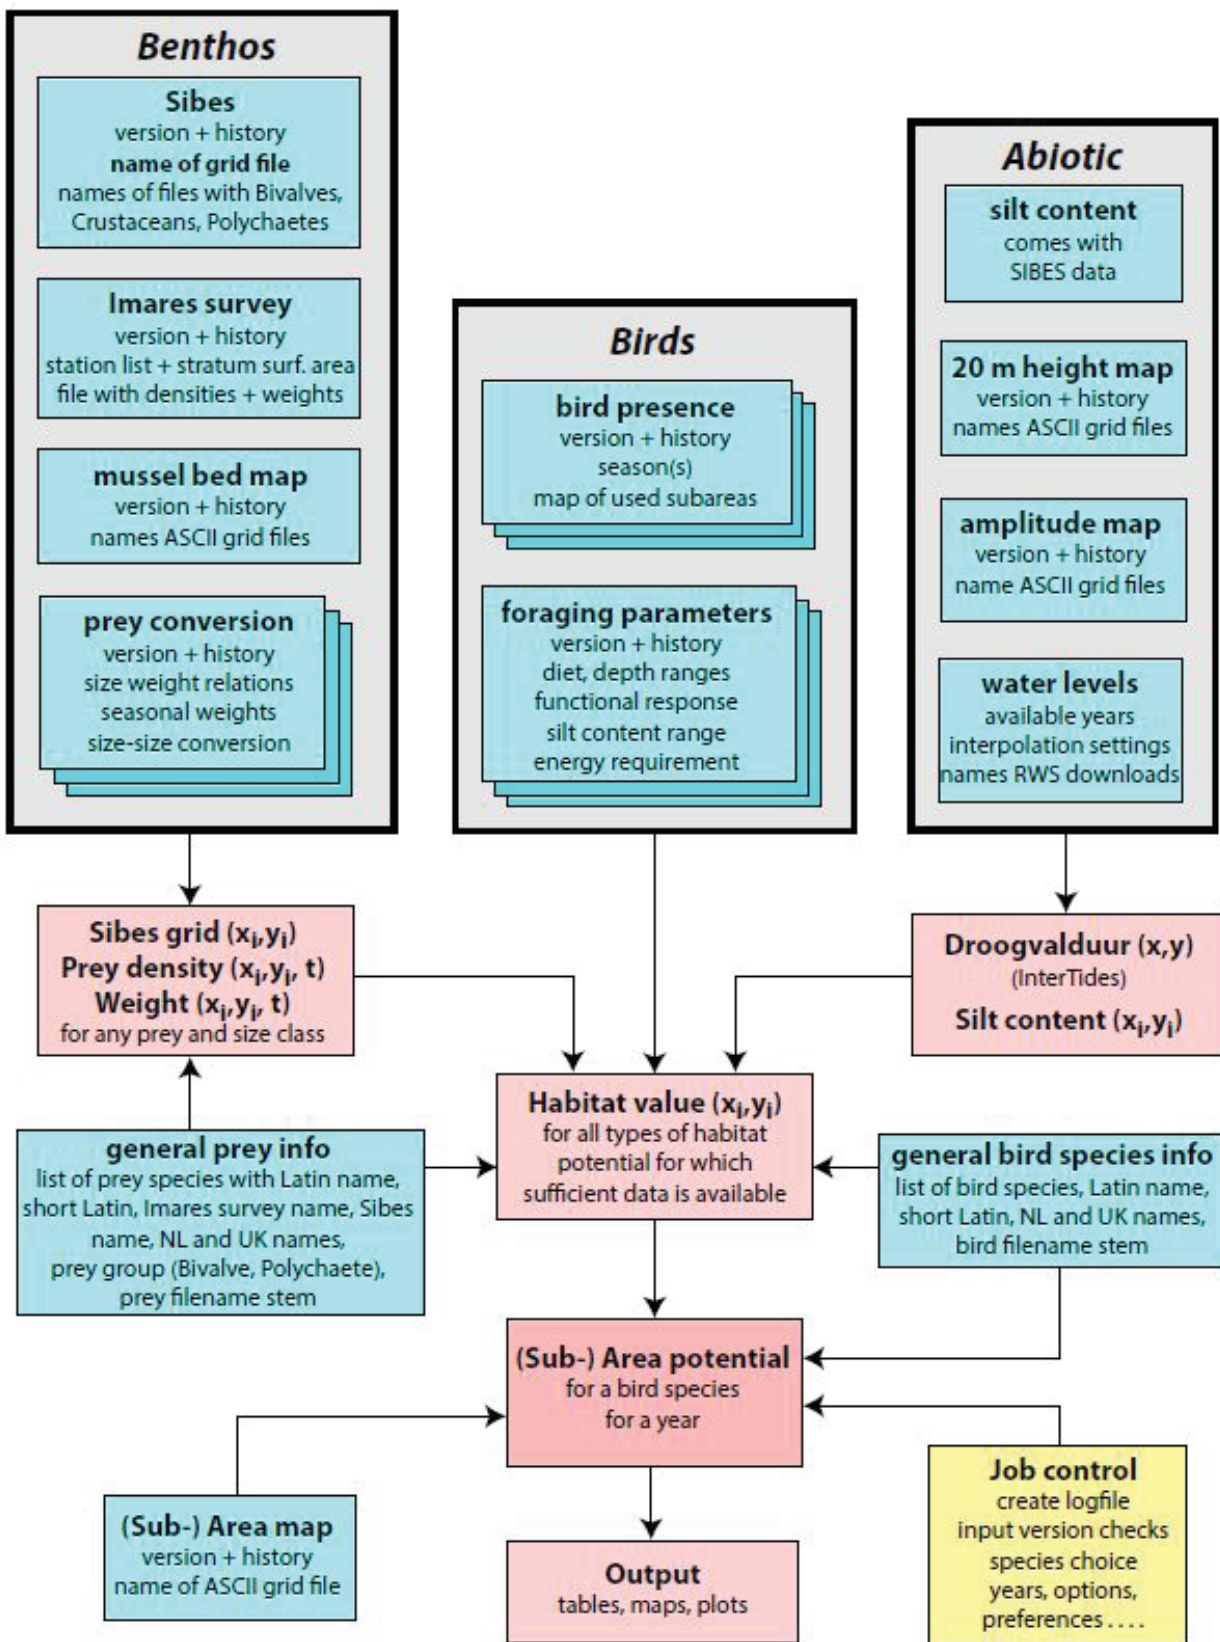 Benthos
Sibes
version + history
name of grid file
names of files with Bivalves,
Crustaceans, Polychaetes
Imares survey
version + history
station list + stratum surf. area
file with densities + weights
mussel bed map
version + history
names ASCII grid files
prey conversion
version + history
size weight relations
seasonal weights
size-size conversion
Birds
bird presence
version + history
season(s)
map of used subareas
foraging parameters
version + history
diet, depth ranges
functional response
silt content range
energy requirement
Abiotic
silt content
comes with
SIBES data
20 m height map
version + history
names ASCII grid files
amplitude map
version + history
name ASCII grid files
water levels
available years
interpolation settings
names RWS downloads
Sibes grid (xi,yi)
Prey density (xi,yi, t)
Weight (xi,yi, t)
for any prey and size class
Droogvalduur (x,y)
(InterTides)
Silt content (xi,yi)
Habitat value (xi,yi)
for all types of habitat
potential for which
sufficient data is available
general prey info
list of prey species with Latin name,
short Latin, Imares survey name, Sibes
name, NL and UK names,
prey group (Bivalve, Polychaete),
prey filename stem
general bird species info
list of bird species, Latin name,
short Latin, NL and UK names,
bird filename stem
(Sub-) Area potential
for a bird species
for a year
(Sub-) Area map
version + history
name of ASCII grid file
Output
tables, maps, plots
Job control
create logfile
input version checks
species choice
years, options,
preferences . . . .